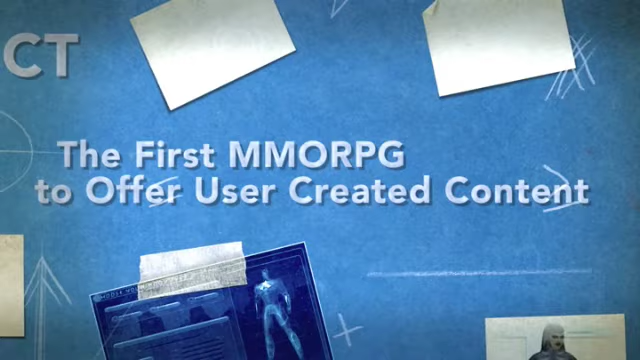 CT
The First MMORPG
to Offer User Created Content